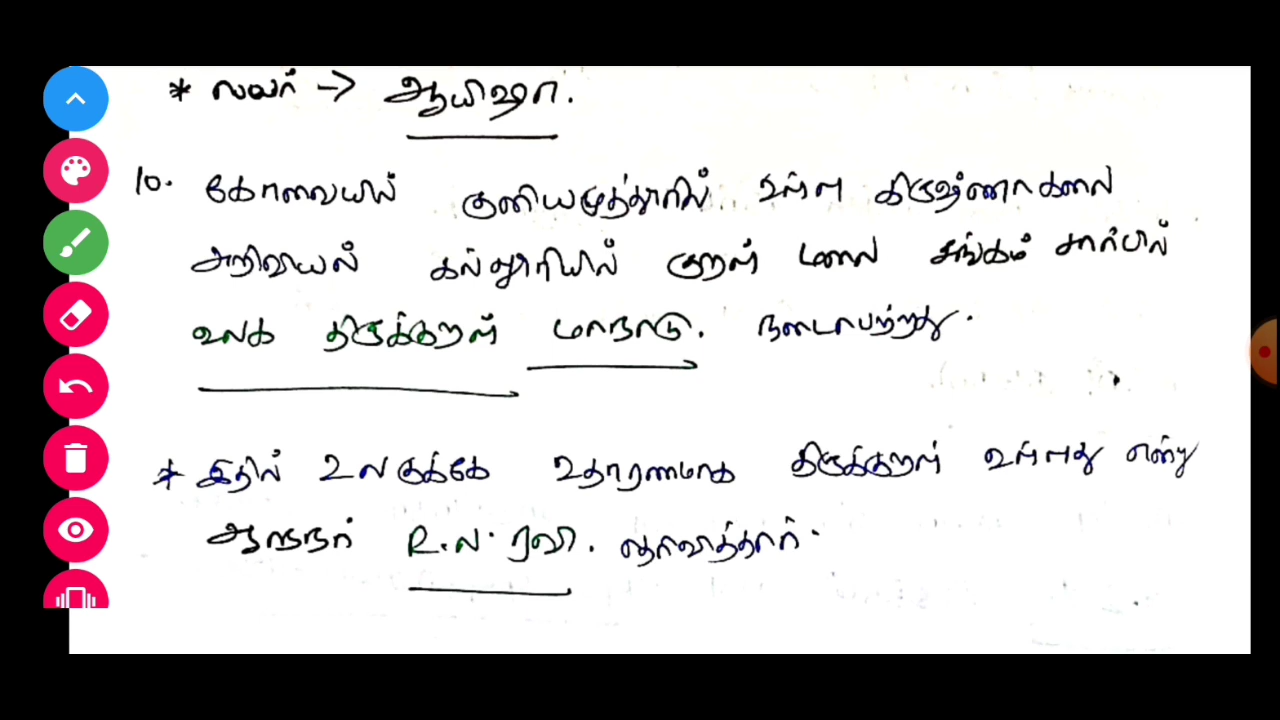 * லவர் -> ஆயிஷா.
10. கோவையில் குனியமுத்தூரில் உள்ள கிருஷ்ணா கலை
அறிவியல் கல்லூரியில் குறள் மலை சங்கம் சார்பில்
உலக திருக்குறள் மாநாடு. நடைபெற்றது.
* இதில் உலகுக்கே உதாரணமாக திருக்குறள் உள்ளது என்று
ஆளுநர் R.ந. ரவி. தெரிவித்தார்.